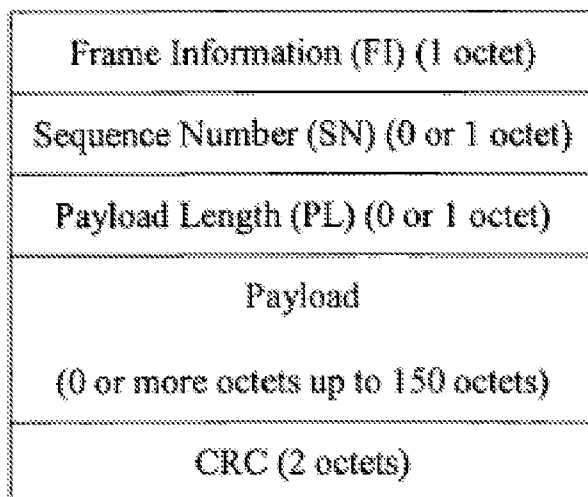 Frame Information (FI) (1 octet)
Sequence Number (SN) (0 or 1 octet)
Payload Length (PL) (0 or 1 octet)
Payload
(0 or more octets up to 150 octets)
CRC (2 octets)